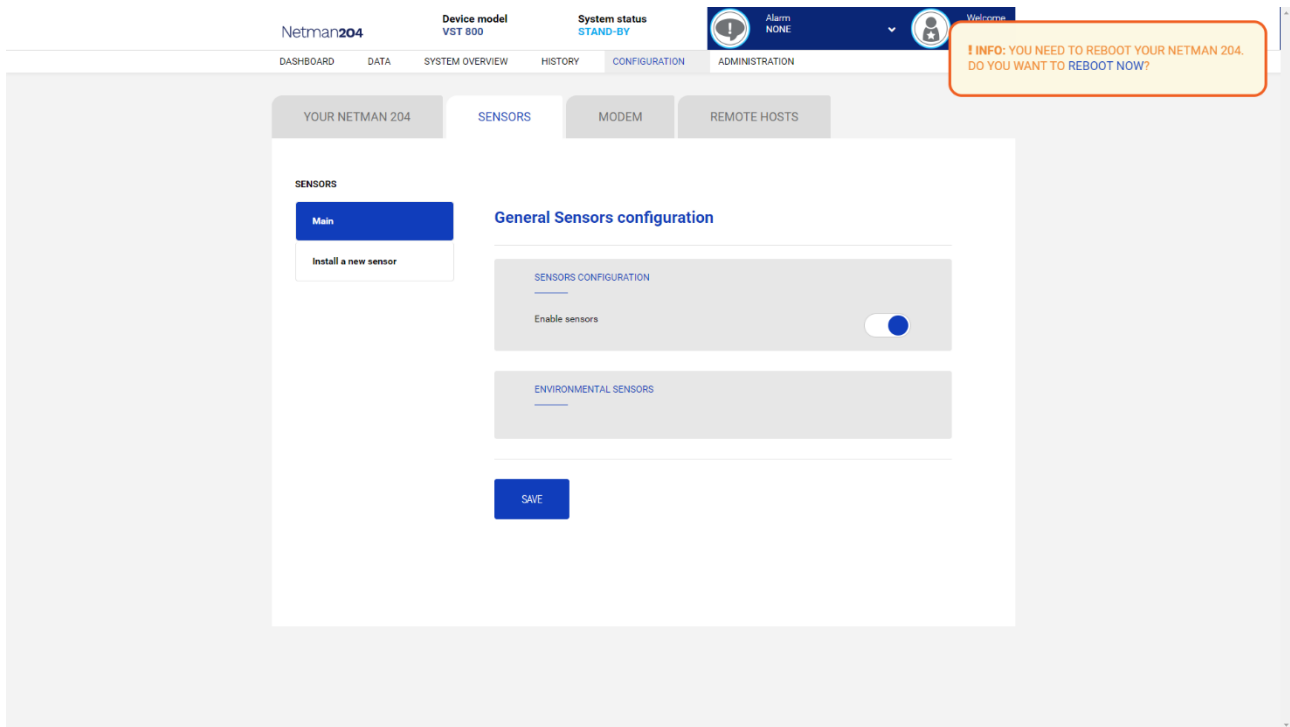 Netman204
Device model
VST 800
System status
STAND-BY
Alarm
NONE
Welcome
! INFO: YOU NEED TO REBOOT YOUR NETMAN 204.
DO YOU WANT TO REBOOT NOW?
DASHBOARD DATA SYSTEM OVERVIEW HISTORY CONFIGURATION ADMINISTRATION
YOUR NETMAN 204 SENSORS MODEM REMOTE HOSTS
SENSORS
Main
Install a new sensor
General Sensors configuration
SENSORS CONFIGURATION
Enable sensors
ENVIRONMENTAL SENSORS
SAVE